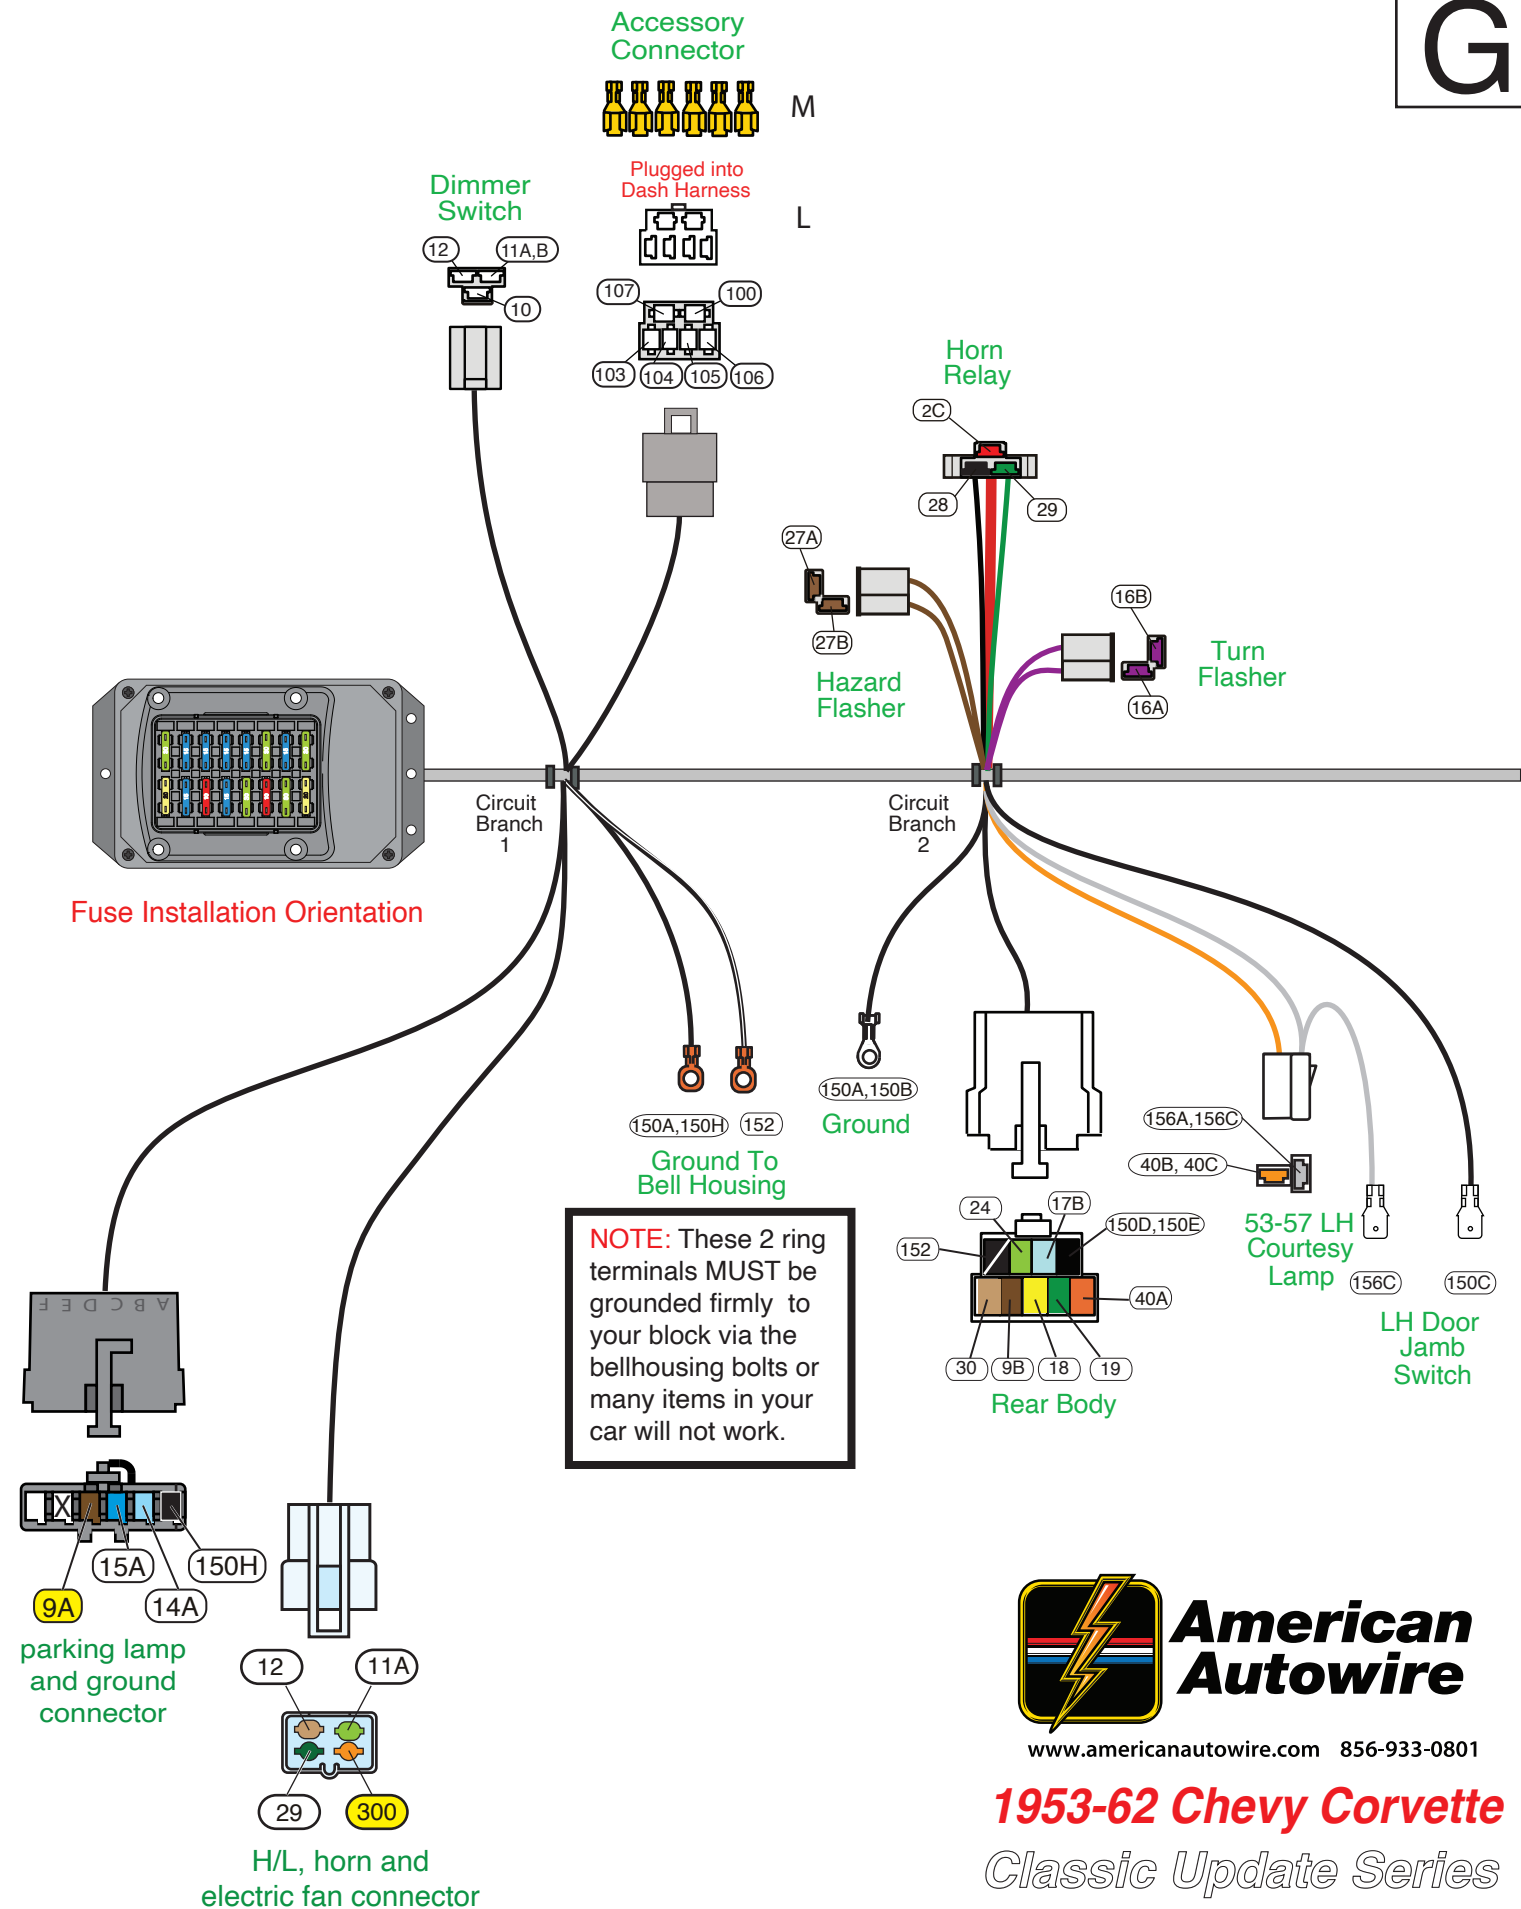 G
Accessory
Connector
M
Plugged into
Dash Harness
L
Dimmer
Switch
12
11A,B
10
107
100
103
104
105
106
Horn
Relay
2C
28
29
27A
27B
Hazard
Flasher
16B
16A
Turn
Flasher
Circuit
Branch
1
Circuit
Branch
2
Fuse Installation Orientation
150A,150H
152
Ground To
Bell Housing
NOTE: These 2 ring
terminals MUST be
grounded firmly to
your block via the
bellhousing bolts or
many items in your
car will not work.
150A,150B
Ground
24
17B
150D,150E
152
40A
30
9B
18
19
Rear Body
156A,156C
40B, 40C
53-57 LH
Courtesy
Lamp
156C
150C
LH Door
Jamb
Switch
F E D C B A
X
15A
150H
9A
14A
parking lamp
and ground
connector
12
11A
29
300
H/L, horn and
electric fan connector
American
Autowire
www.americanautowire.com 856-933-0801
1953-62 Chevy Corvette
Classic Update Series